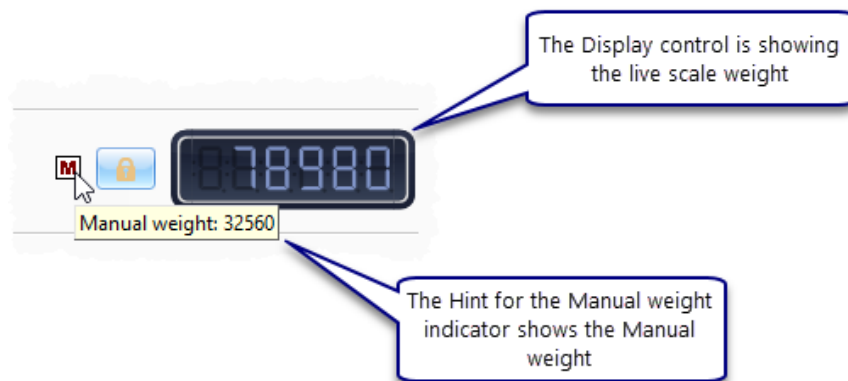 The Display control is showing
the live scale weight
M
78980
Manual weight: 32560
The Hint for the Manual weight
indicator shows the Manual
weight